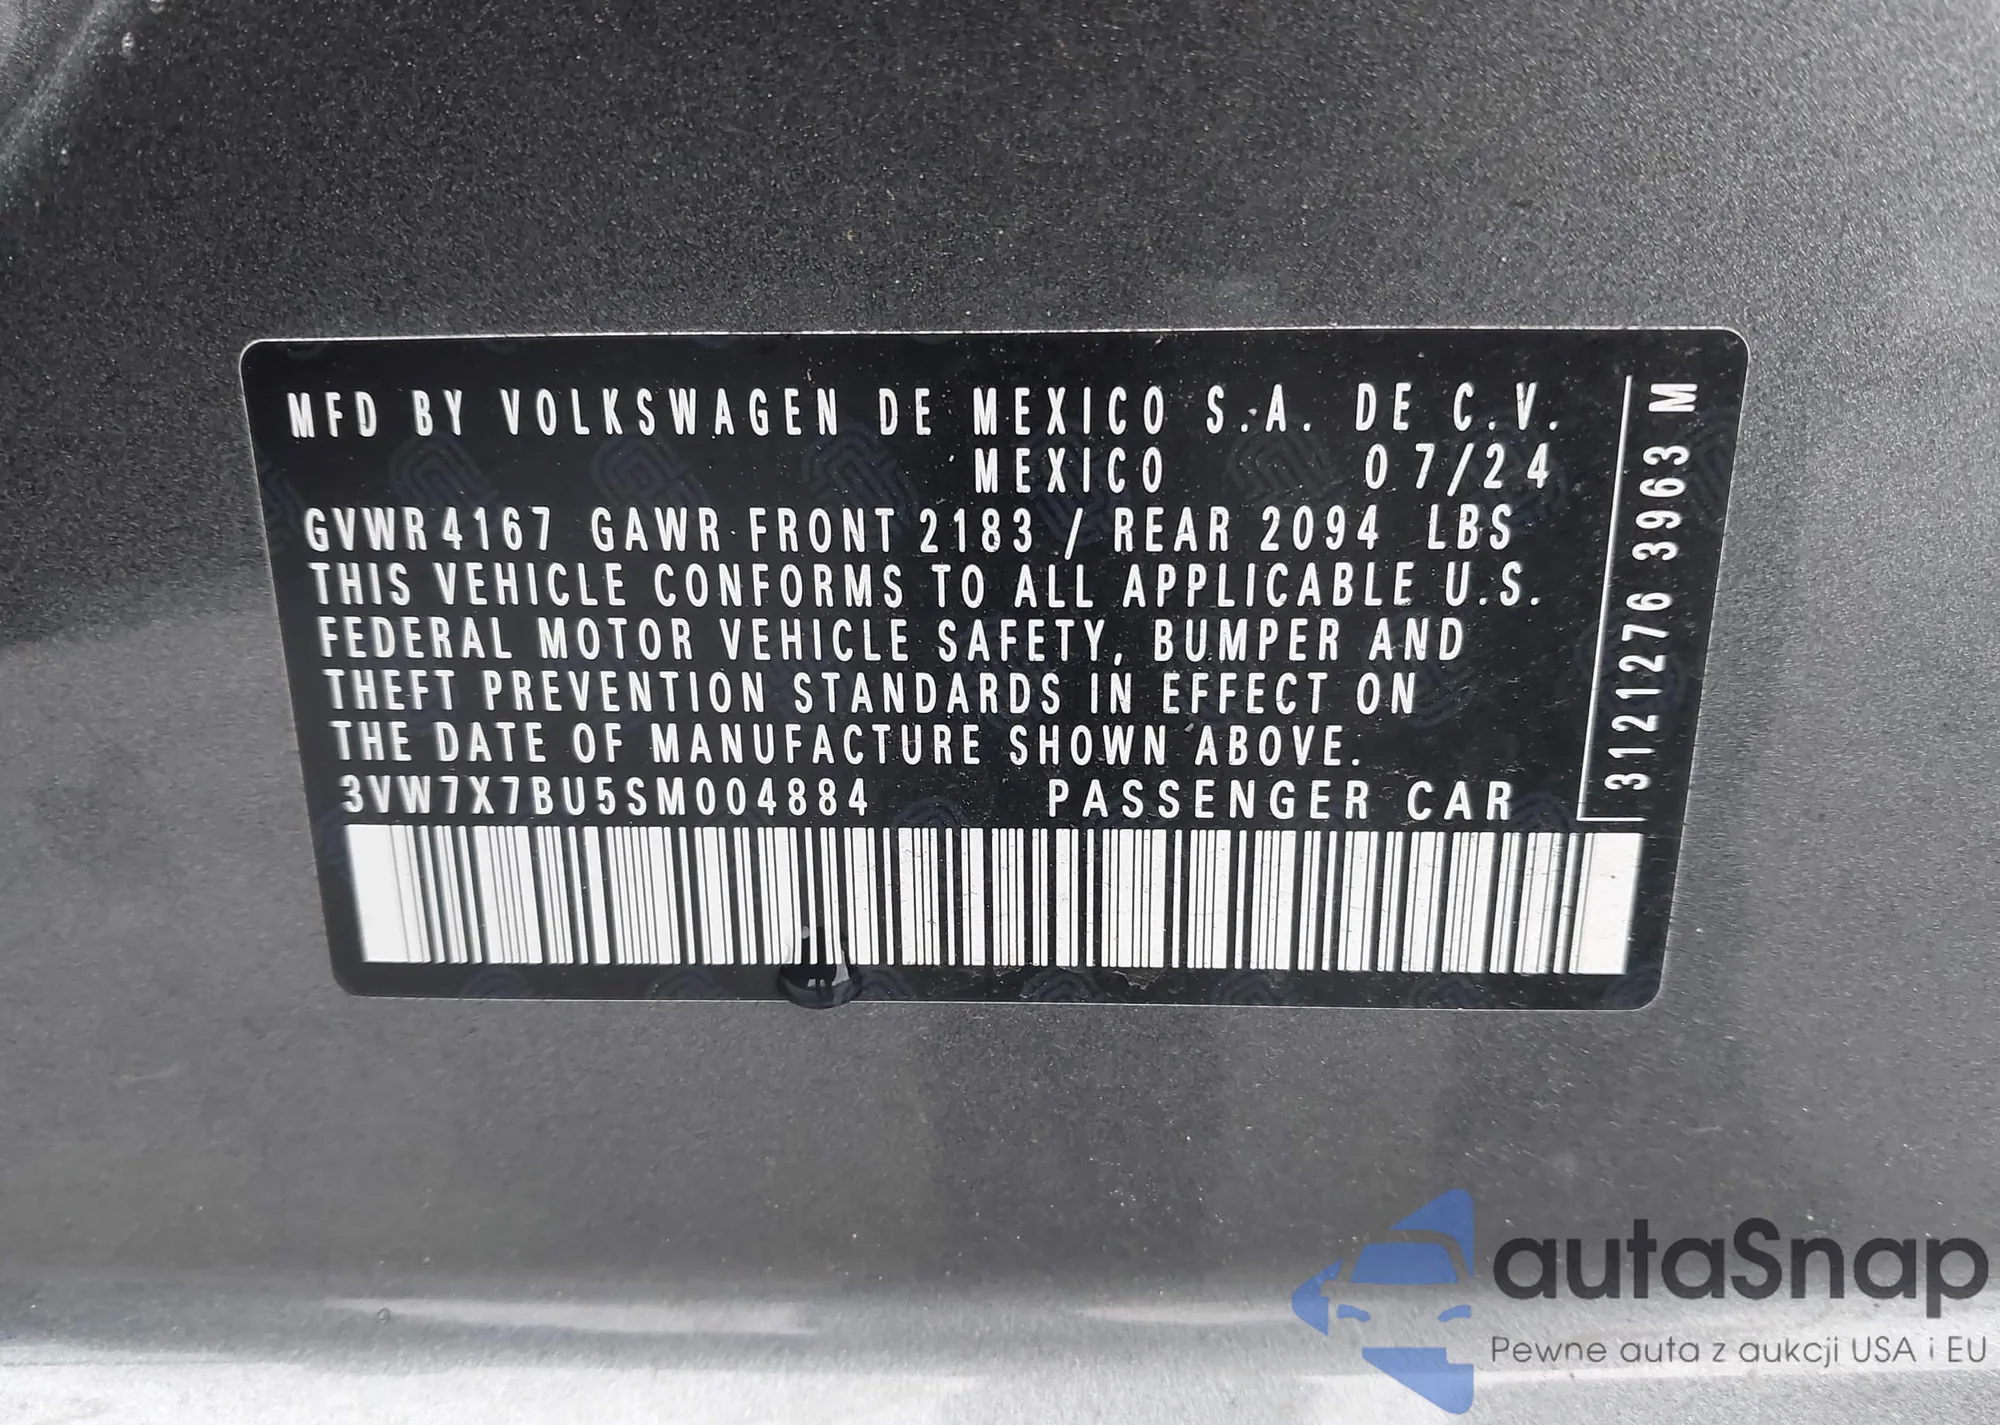 MFD BY VOLKSWAGEN DE MEXICO S.A. DE C.V.
MEXICO 07/24
GVWR 4167 GAWR FRONT 2183 / REAR 2094 LBS
THIS VEHICLE CONFORMS TO ALL APPLICABLE U.S.
FEDERAL MOTOR VEHICLE SAFETY, BUMPER AND
THEFT PREVENTION STANDARDS IN EFFECT ON
THE DATE OF MANUFACTURE SHOWN ABOVE.
3VW7X7BU5SM004884 PASSENGER CAR
3121276 3963 M
autaSnap
Pewne auta z aukcji USA i EU